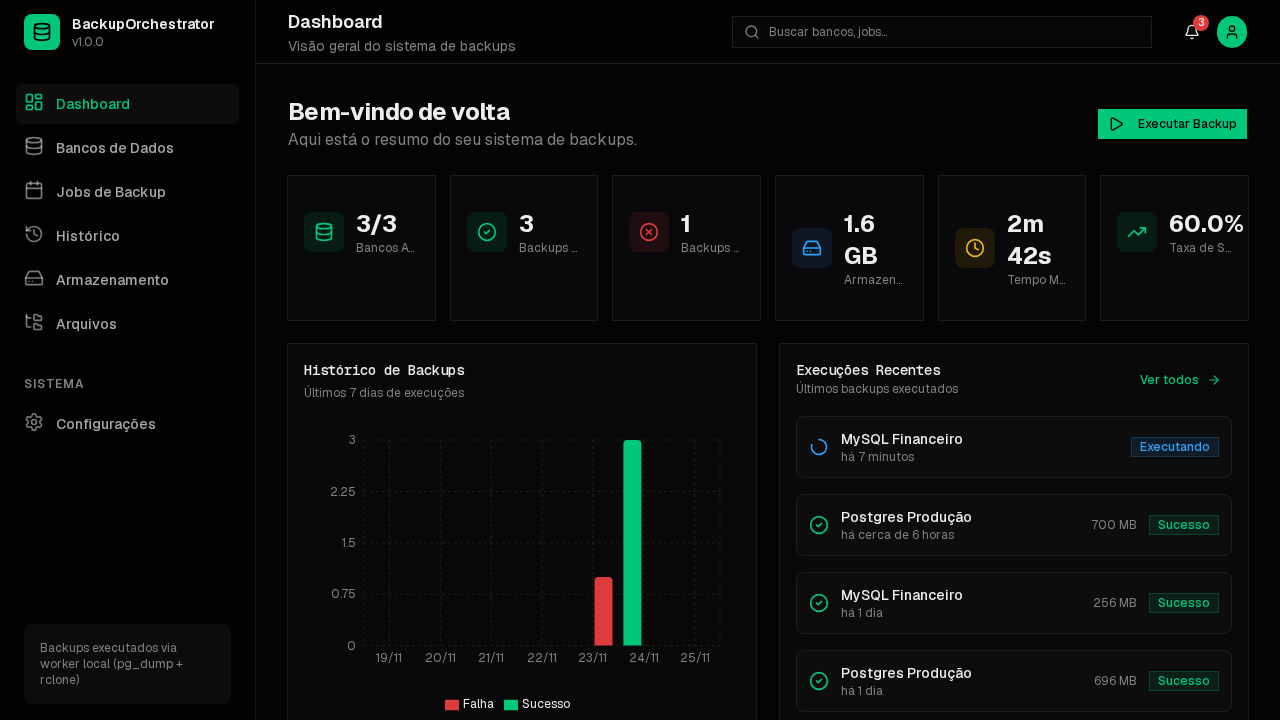 BackupOrchestrator
v1.0.0
Dashboard
Bancos de Dados
Jobs de Backup
Histórico
Armazenamento
Arquivos
SISTEMA
Configurações
Backups executados via
worker local (pg_dump +
rclone)
Dashboard
Visão geral do sistema de backups
Buscar bancos, jobs...
3
Bem-vindo de volta
Aqui está o resumo do seu sistema de backups.
Executar Backup
3/3
Bancos A...
3
Backups ...
1
Backups ...
1.6
GB
Armazen...
2m
42s
Tempo M...
60.0%
Taxa de S...
Histórico de Backups
Últimos 7 dias de execuções
3
2.25
1.5
0.75
0
19/11 20/11 21/11 22/11 23/11 24/11 25/11
Falha Sucesso
Execuções Recentes
Últimos backups executados
Ver todos
MySQL Financeiro
há 7 minutos
Executando
Postgres Produção
há cerca de 6 horas
700 MB Sucesso
MySQL Financeiro
há 1 dia
256 MB Sucesso
Postgres Produção
há 1 dia
696 MB Sucesso